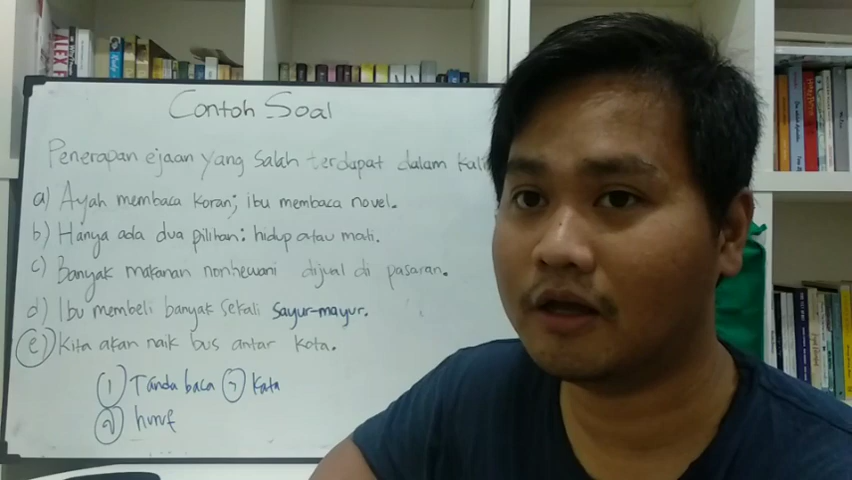 Contoh Soal
Penerapan ejaan yang salah terdapat dalam
a) Ayah membaca koran; ibu membaca novel.
b) Hanya ada dua pilihan: hidup atau mati.
c) Banyak makanan nonhewani dijual di pasaran.
d) Ibu membeli banyak sekali sayur-mayur.
e) Kita akan naik bus antar kota.
1 Tanda baca 3 Kata
2 huruf
ALEX